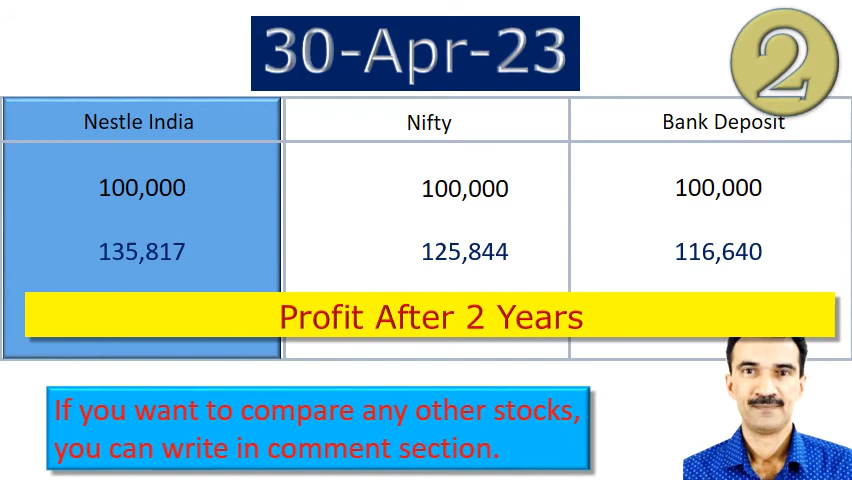 30-Apr-23
2
Nestle India
Nifty
Bank Deposit
100,000
100,000
100,000
135,817
125,844
116,640
Profit After 2 Years
If you want to compare any other stocks,
you can write in comment section.